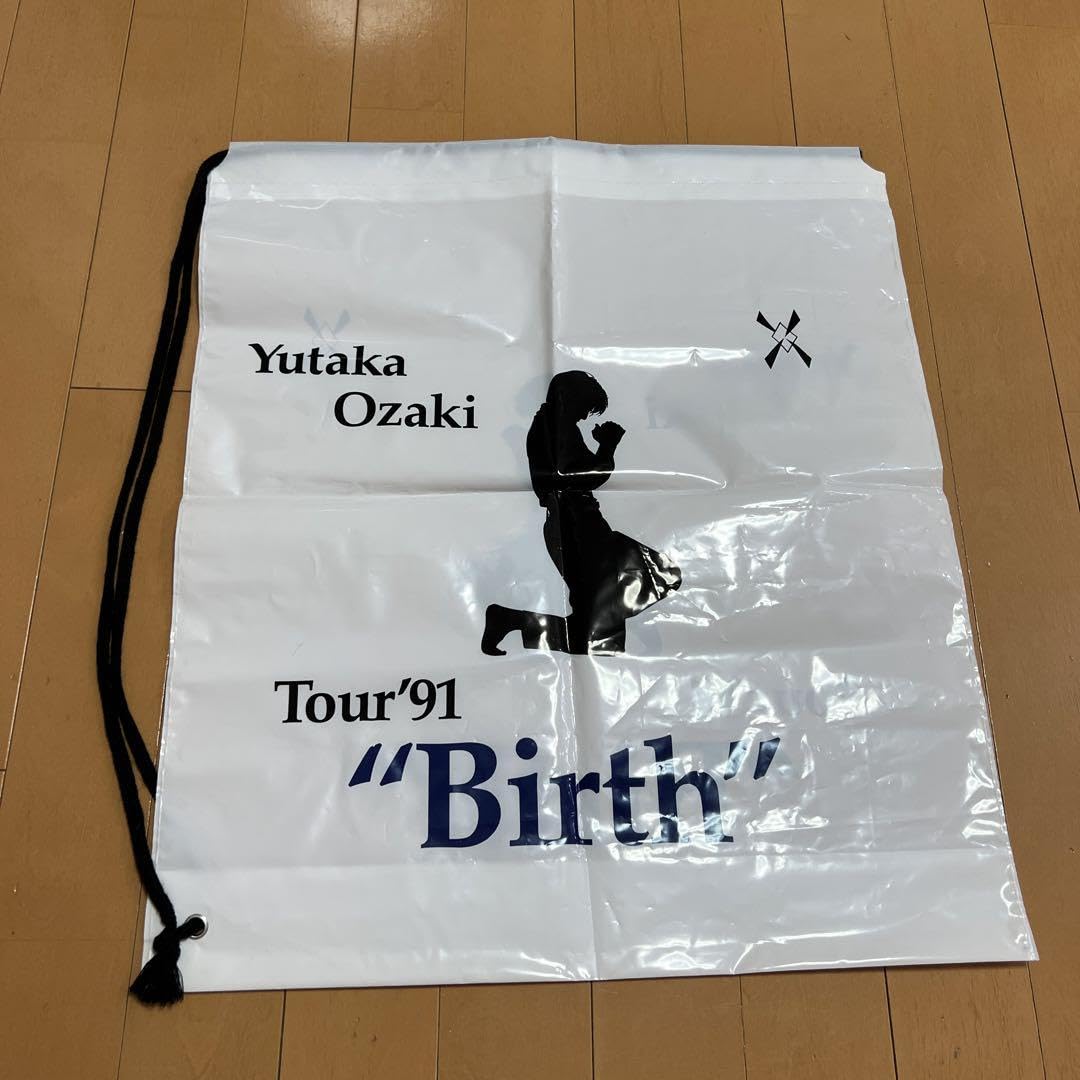 Yutaka
Ozaki
Tour'91
“Birth”